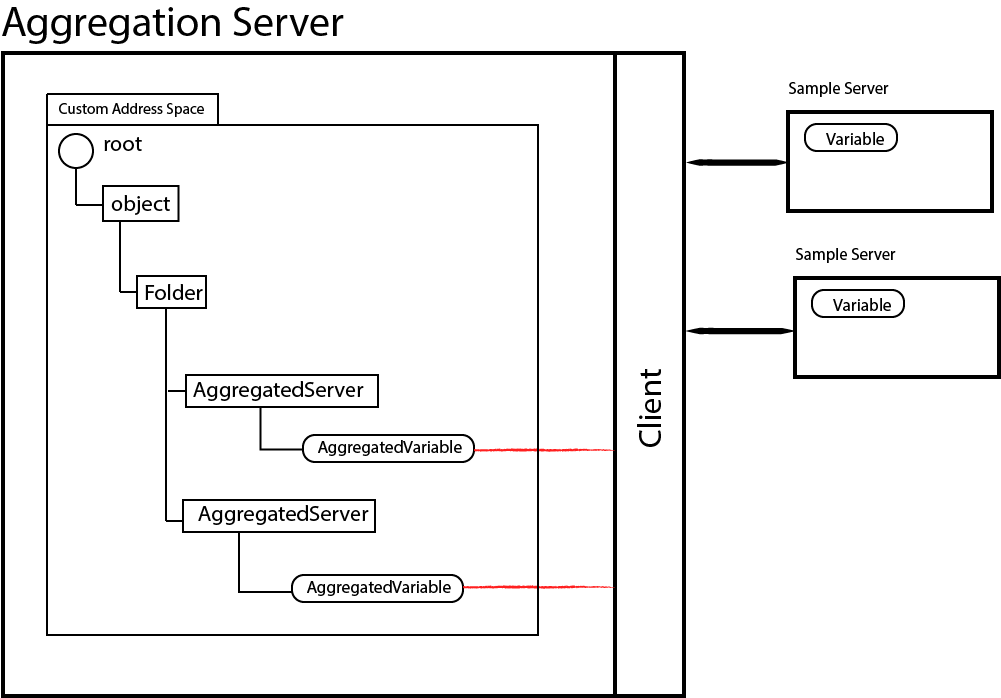 Aggregation Server
Custom Address Space
root
object
Folder
AggregatedServer
AggregatedVariable
AggregatedServer
AggregatedVariable
Client
Sample Server
Variable
Sample Server
Variable